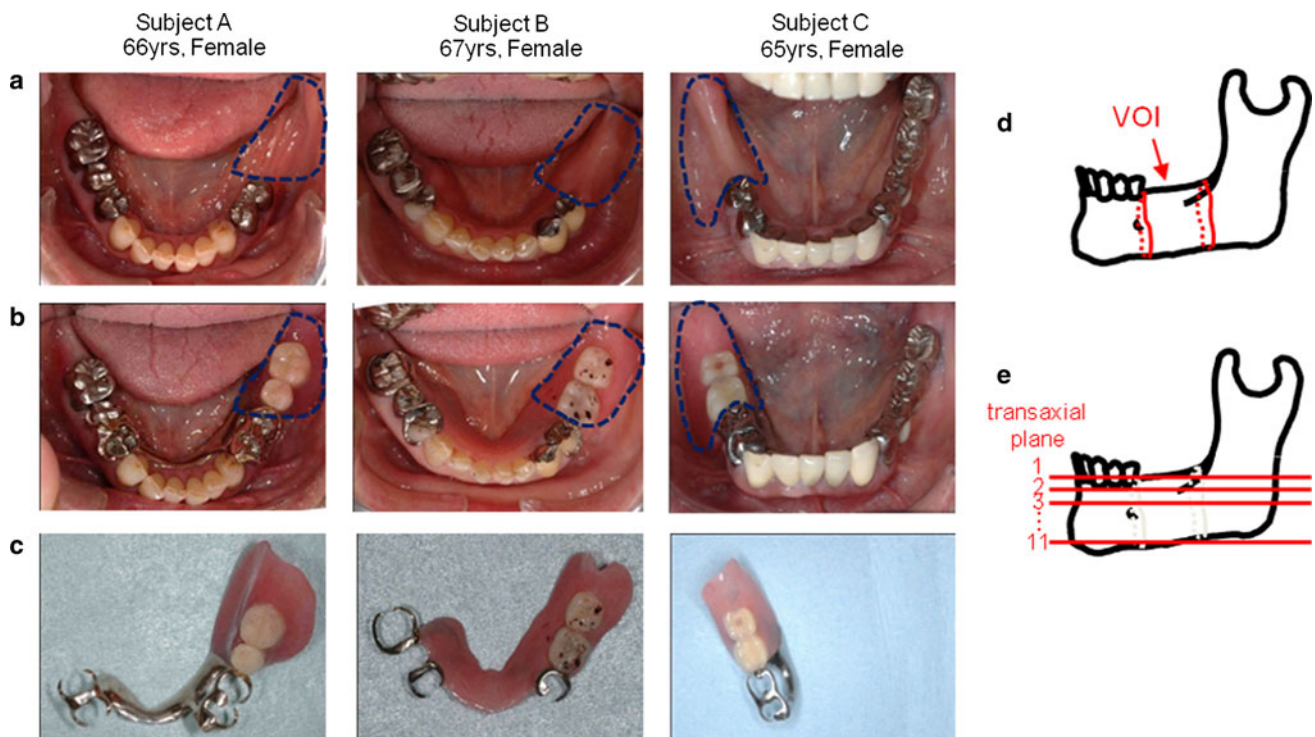 Subject A
66yrs, Female
Subject B
67yrs, Female
Subject C
65yrs, Female
a
b
c
d
VOI
e
transaxial
plane
1
2
3
11